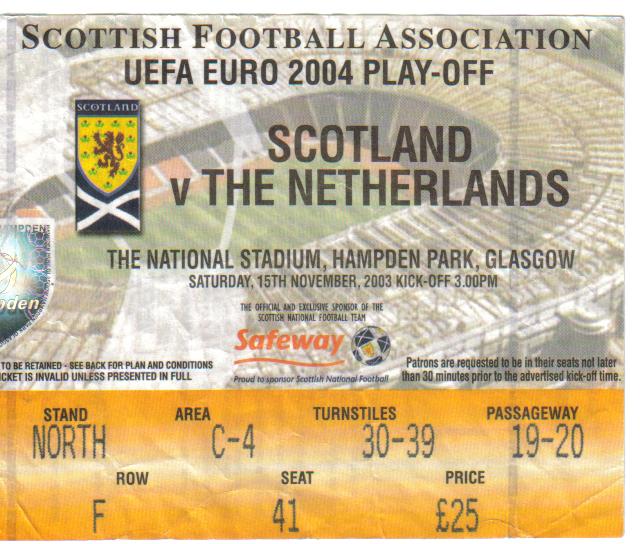 SCOTTISH FOOTBALL ASSOCIATION
UEFA EURO 2004 PLAY-OFF
SCOTLAND
SCOTLAND
v THE NETHERLANDS
THE NATIONAL STADIUM, HAMPDEN PARK, GLASGOW
SATURDAY, 15TH NOVEMBER, 2003 KICK-OFF 3.00PM
THE OFFICIAL AND EXCLUSIVE SPONSOR OF THE
SCOTTISH NATIONAL FOOTBALL TEAM
Safeway
Proud to sponsor Scottish National Football
TO BE RETAINED - SEE BACK FOR PLAN AND CONDITIONS
ICKET IS INVALID UNLESS PRESENTED IN FULL
Patrons are requested to be in their seats not later
than 30 minutes prior to the advertised kick-off time.
STAND AREA TURNSTILES PASSAGEWAY
NORTH C-4 30-39 19-20
ROW SEAT PRICE
F 41 £25